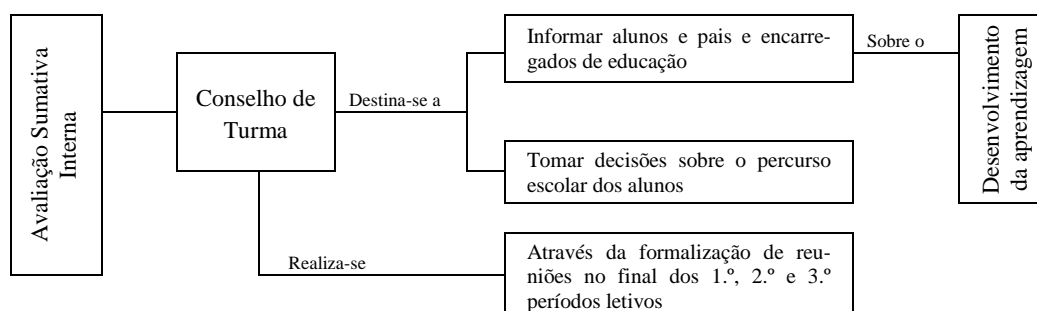 Avaliação Sumativa
Interna
Conselho de
Turma
Destina-se a
Informar alunos e pais e encarre-
gados de educação
Sobre o
Desenvolvimento
da aprendizagem
Tomar decisões sobre o percurso
escolar dos alunos
Realiza-se
Através da formalização de reu-
niões no final dos 1.º, 2.º e 3.º
períodos letivos